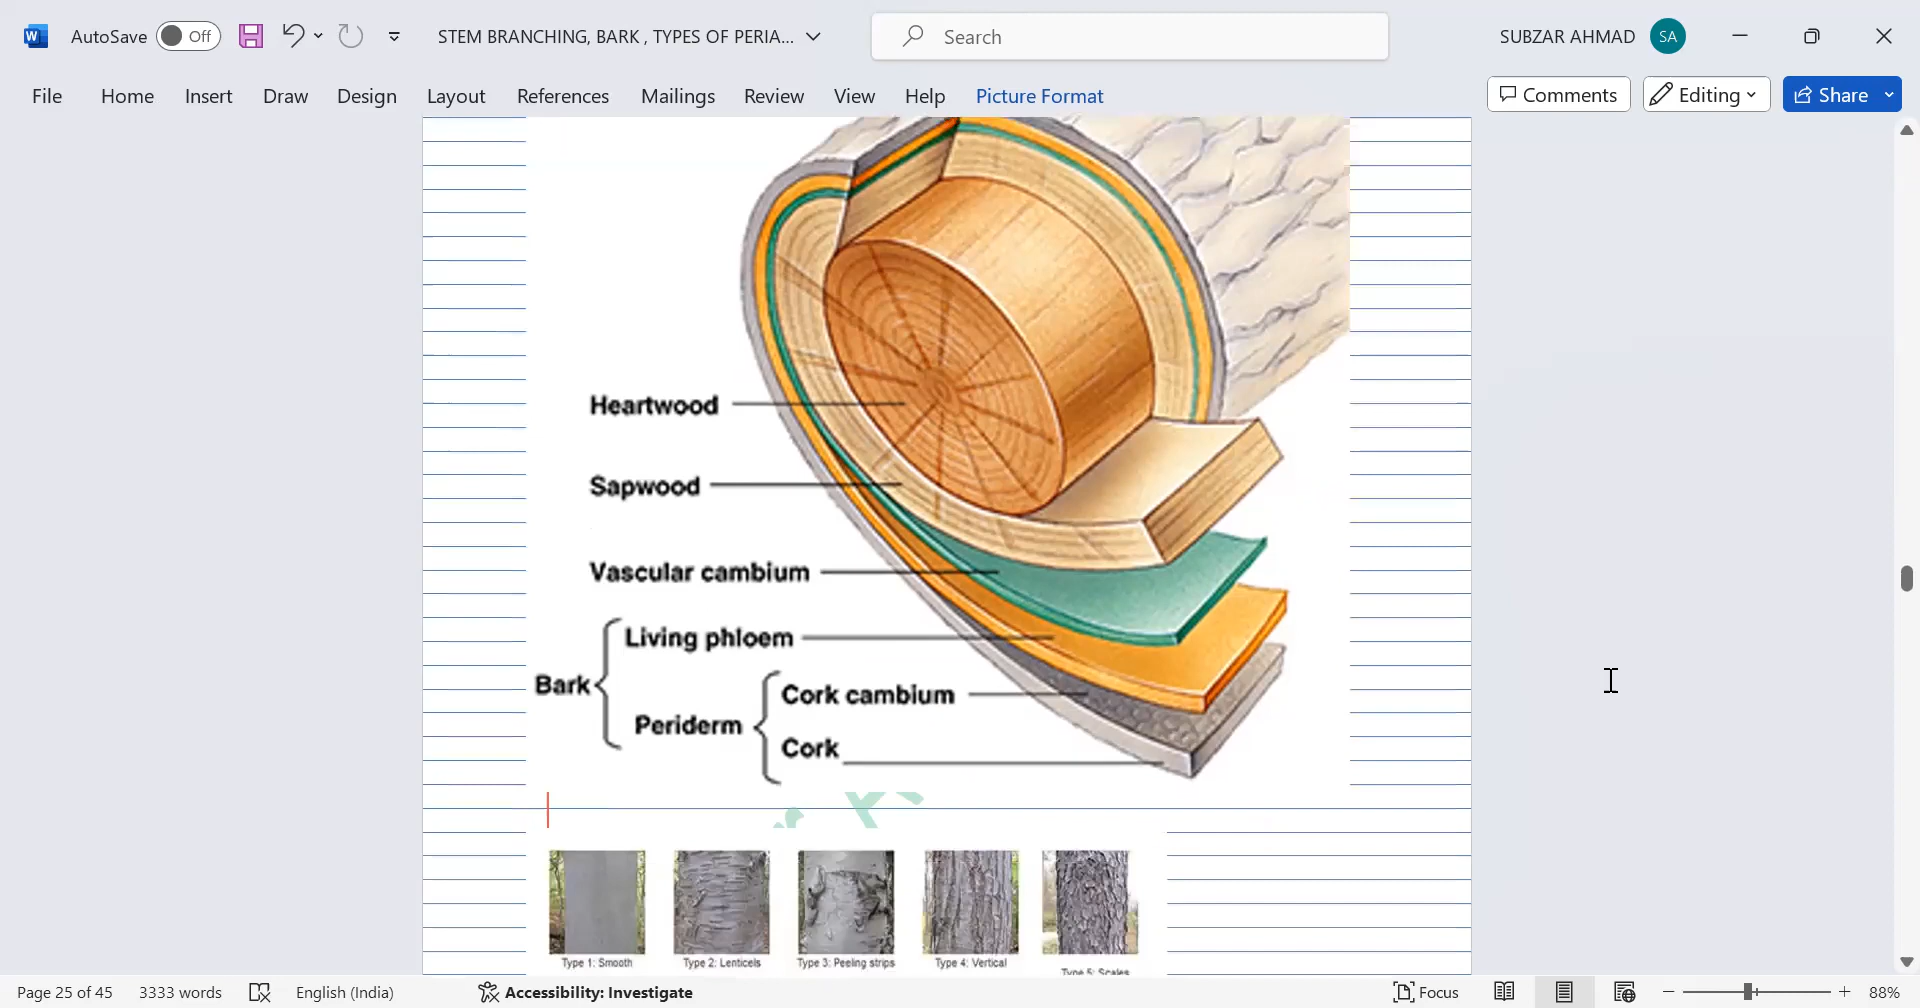 AutoSave Off STEM BRANCHING, BARK , TYPES OF PERIA... Search SUBZAR AHMAD SA
File Home Insert Draw Design Layout References Mailings Review View Help Picture Format Comments Editing Share
Heartwood
Sapwood
Vascular cambium
Living phloem
Bark
Cork cambium
Periderm
Cork
Type 1: Smooth Type 2: Lenticels Type 3: Peeling strips Type 4: Vertical
Type 5: Scales
Page 25 of 45 3333 words English (India) Accessibility: Investigate Focus 88%